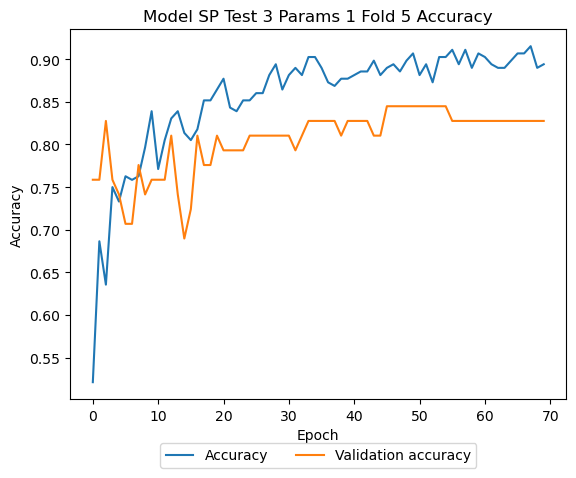 Model SP Test 3 Params 1 Fold 5 Accuracy
0.90
0.85
0.80
0.75
0.70
0.65
0.60
0.55
Accuracy
0 10 20 30 40 50 60 70
Epoch
Accuracy Validation accuracy